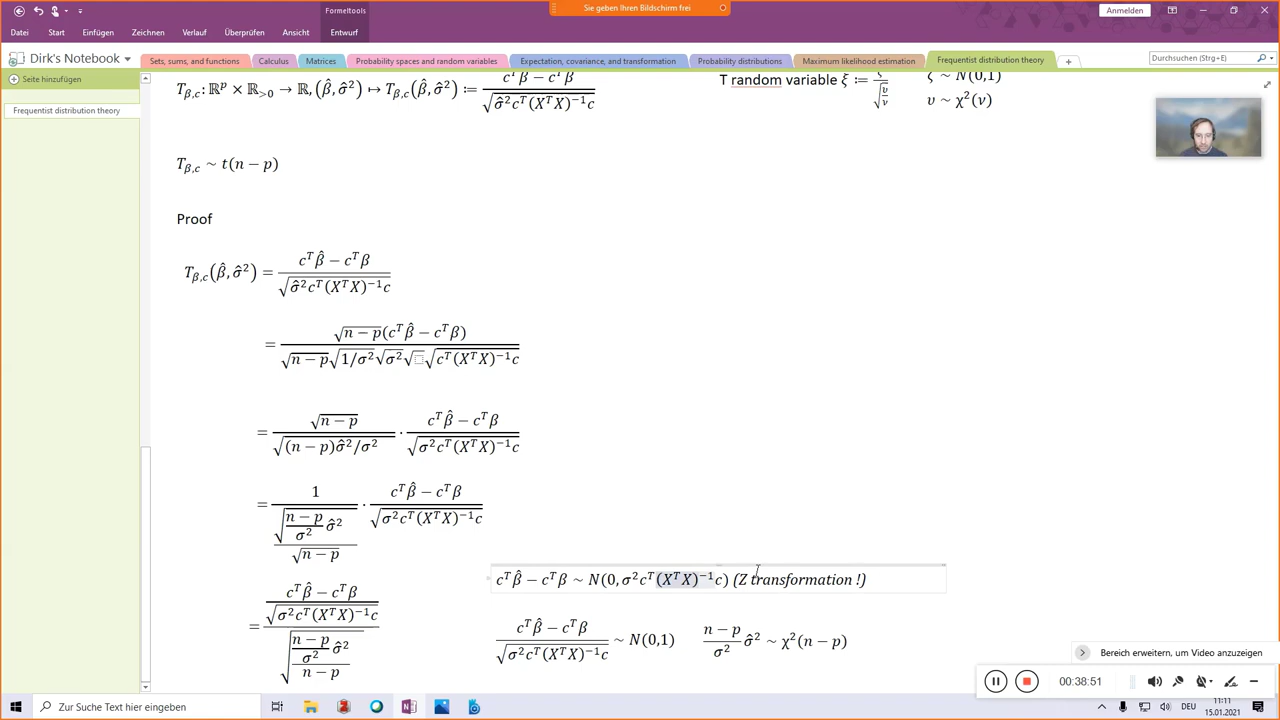 Sie geben Ihren Bildschirm frei
Formeltools
Anmelden
Datei Start Einfügen Zeichnen Verlauf Überprüfen Ansicht Entwurf
Dirk's Notebook
Sets, sums, and functions Calculus Matrices Probability spaces and random variables Expectation, covariance, and transformation Probability distributions Maximum likelihood estimation Frequentist distribution theory
Durchsuchen (Strg+E)
Seite hinzufügen
Frequentist distribution theory
T_{β,c}: ℝ^p × ℝ_{>0} → ℝ, (β̂, σ̂²) ↦ T_{β,c}(β̂, σ̂²) ≔ (c^T β̂ − c^T β) / √(σ̂² c^T (X^T X)^{−1} c)
T random variable ξ ≔ ζ / √(υ/ν)
ζ ~ N(0,1)
υ ~ χ²(ν)
T_{β,c} ~ t(n − p)
Proof
T_{β,c}(β̂, σ̂²) = (c^T β̂ − c^T β) / √(σ̂² c^T (X^T X)^{−1} c)
= √(n − p) (c^T β̂ − c^T β) / (√(n − p) √(1/σ²) √(σ²) √(⬚) √(c^T (X^T X)^{−1} c))
= √(n − p) / √((n − p) σ̂²/σ²) · (c^T β̂ − c^T β) / √(σ² c^T (X^T X)^{−1} c)
= 1 / (√((n − p)/σ² σ̂²) / √(n − p)) · (c^T β̂ − c^T β) / √(σ² c^T (X^T X)^{−1} c)
c^T β̂ − c^T β ~ N(0, σ² c^T (X^T X)^{−1} c) (Z transformation !)
= ((c^T β̂ − c^T β) / √(σ² c^T (X^T X)^{−1} c)) / √(((n − p)/σ² σ̂²) / (n − p))
(c^T β̂ − c^T β) / √(σ² c^T (X^T X)^{−1} c) ~ N(0,1)
(n − p)/σ² σ̂² ~ χ²(n − p)
Bereich erweitern, um Video anzuzeigen
00:38:51
Zur Suche Text hier eingeben
DEU
11:11
15.01.2021